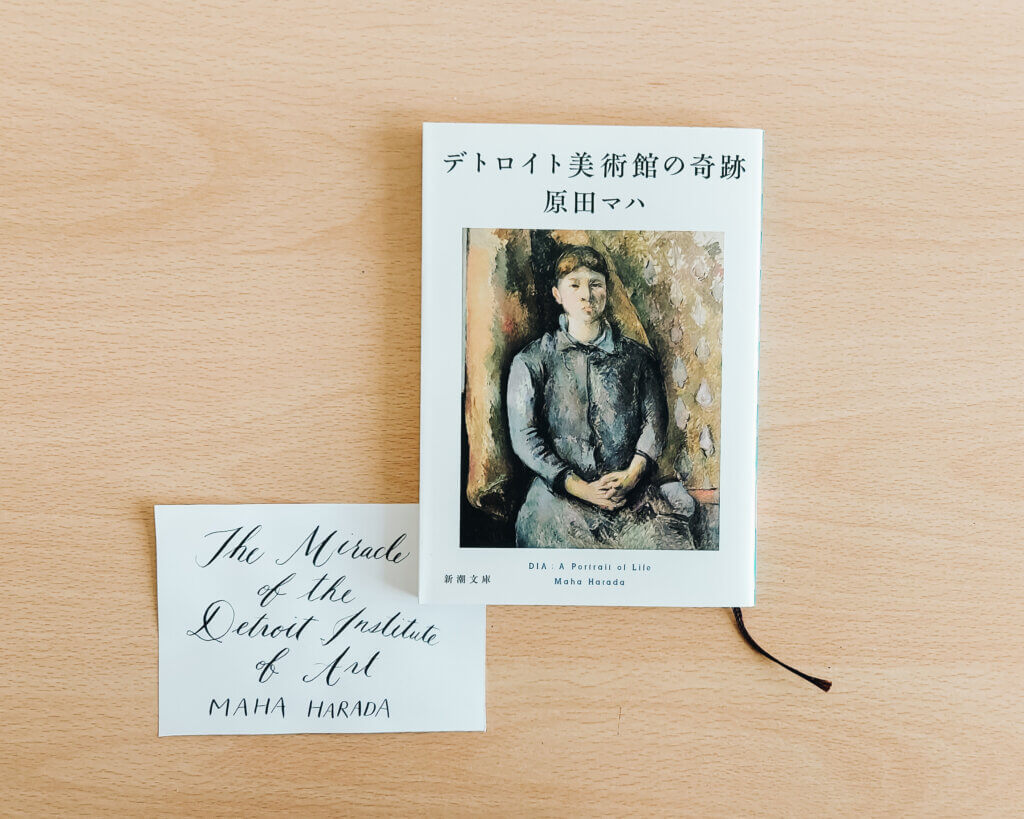 デトロイト美術館の奇跡
原田マハ
DIA : A Portrait of Life
Maha Harada
新潮文庫
The Miracle
of the
Detroit Institute
of Art
MAHA HARADA